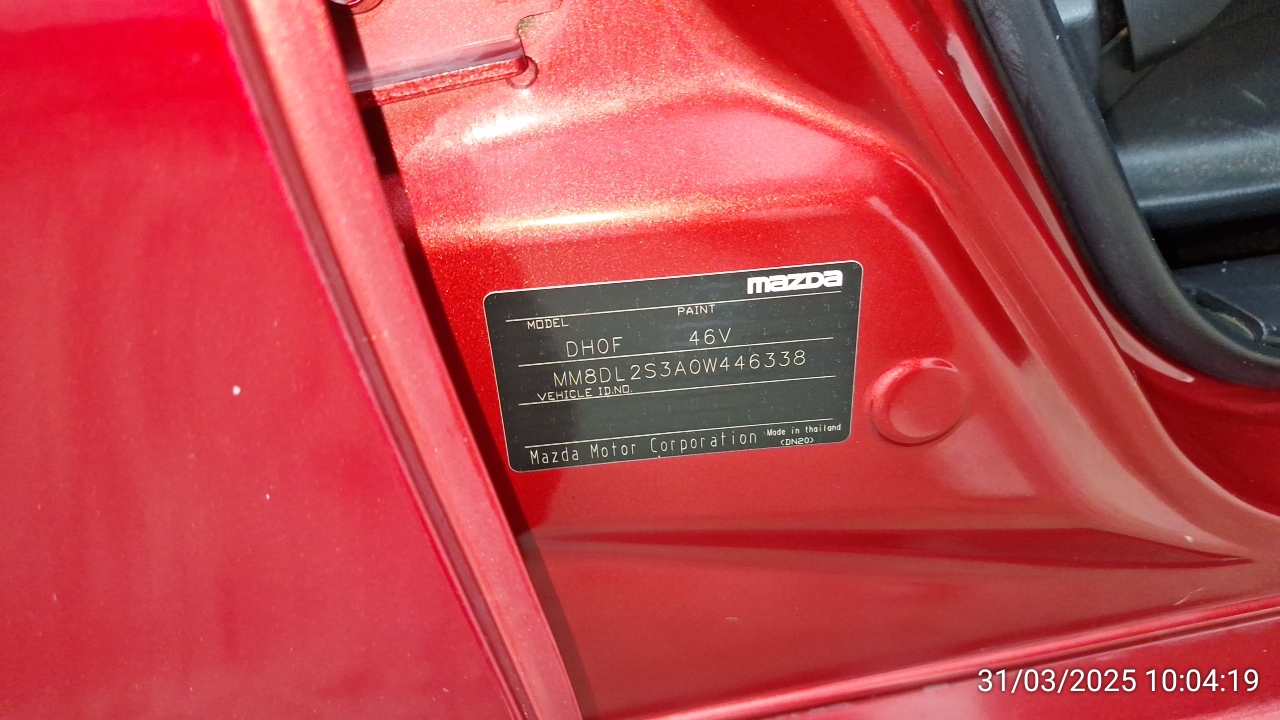 mazda
MODEL PAINT
DH0F 46V
MM8DL2S3A0W446338
VEHICLE ID.NO.
Mazda Motor Corporation Made in thailand
<DN20>
31/03/2025 10:04:19